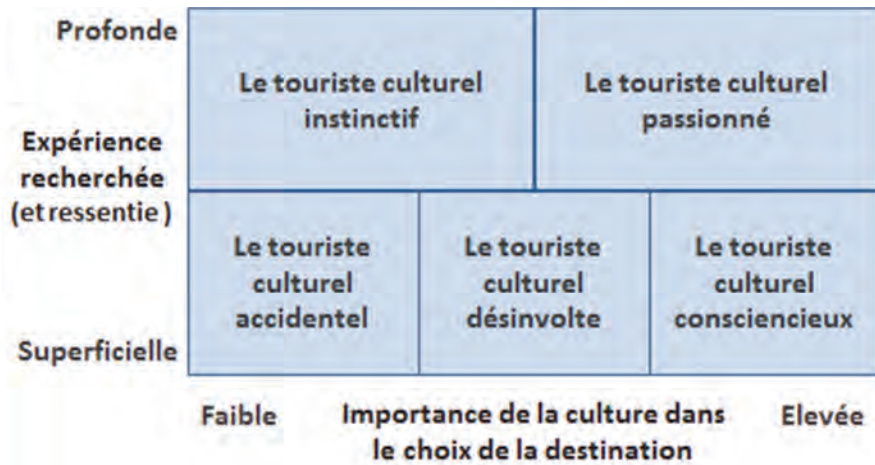 Profonde
Le touriste culturel
instinctif
Le touriste culturel
passionné
Expérience
recherchée
(et ressentie )
Le touriste
culturel
accidentel
Le touriste
culturel
désinvolte
Le touriste
culturel
consciencieux
Superficielle
Faible
Importance de la culture dans
le choix de la destination
Elevée